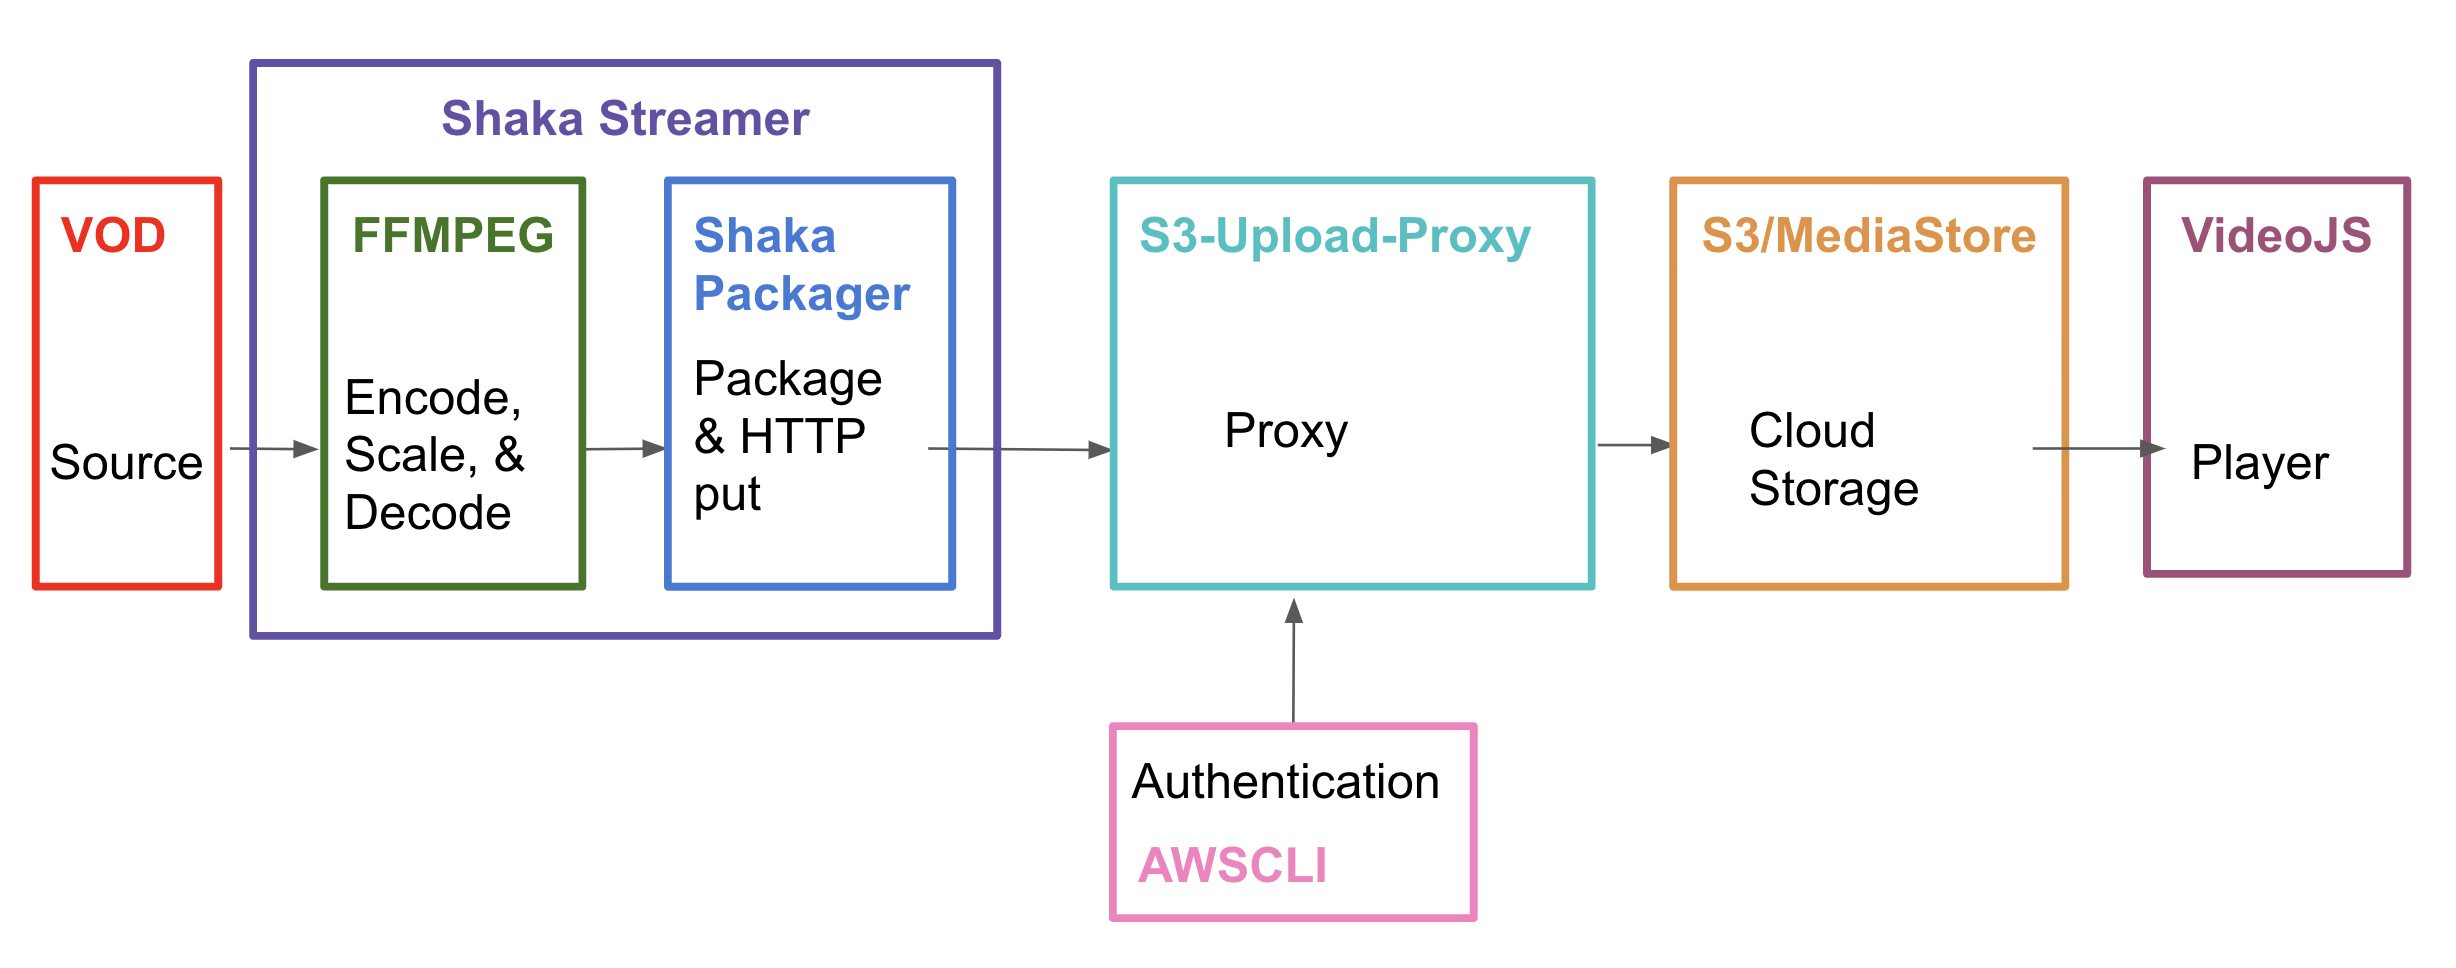 Shaka Streamer
VOD
Source
FFMPEG
Encode,
Scale, &
Decode
Shaka
Packager
Package
& HTTP
put
S3-Upload-Proxy
Proxy
S3/MediaStore
Cloud
Storage
VideoJS
Player
Authentication
AWSCLI